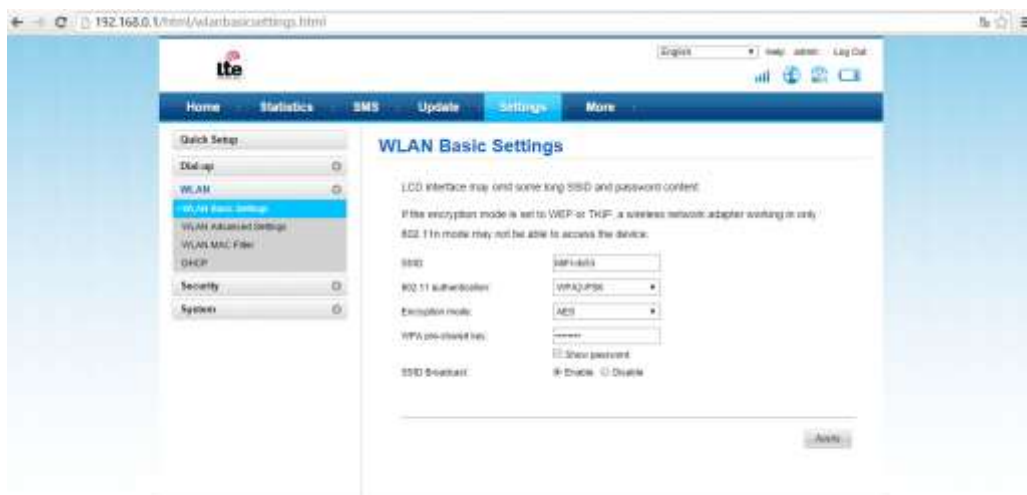 192.168.0.1/html/wlanbasicsettings.html
lte
English
Help admin Log Out
Home Statistics SMS Update Settings More
Quick Setup
Dial-up
WLAN
WLAN Basic Settings
WLAN Advanced Settings
WLAN MAC Filter
DHCP
Security
System
WLAN Basic Settings
LCD interface may omit some long SSID and password content.
If the encryption mode is set to WEP or TKIP, a wireless network adapter working in only
802.11n mode may not be able to access the device.
SSID:
802.11 authentication: WPA2-PSK
Encryption mode: AES
WPA pre-shared key: ••••••••
Show password
SSID Broadcast: Enable Disable
Apply